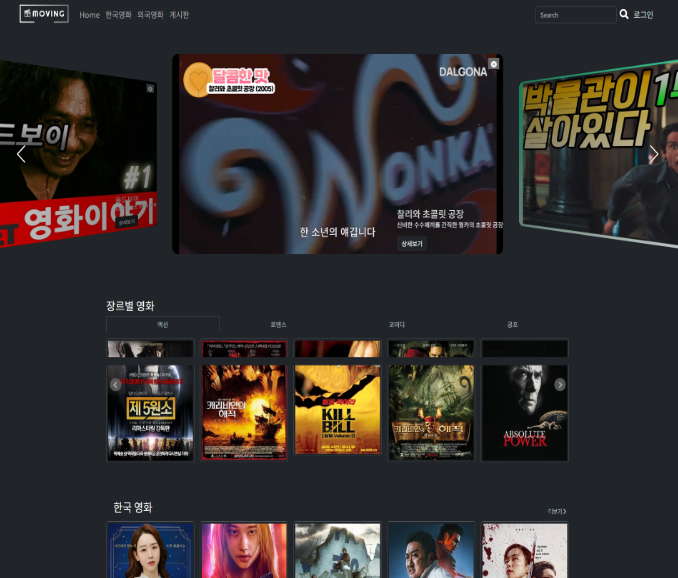 MOVING
Home 한국영화 외국영화 게시판
Search
로그인
달콤한 맛
찰리와 초콜릿 공장 (2005)
DALGONA
드보이
#1
영화이야기
상세보기
WONKA
한 소년의 얘깁니다
찰리와 초콜릿 공장
신비한 수수께끼를 간직한 윙카의 초콜릿 공장
상세보기
박물관이
살아있다
장르별 영화
액션 로맨스 코미디 공포
제5원소
캐리비안의
해적
KILL
BILL
캐리비안의 해적
ABSOLUTE
POWER
한국 영화
더보기 >